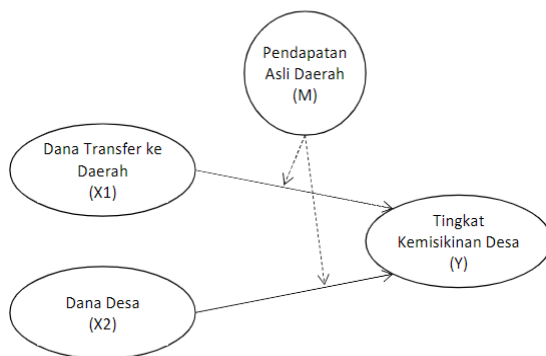 Pendapatan
Asli Daerah
(M)
Dana Transfer ke
Daerah
(X1)
Tingkat
Kemisikinan Desa
(Y)
Dana Desa
(X2)